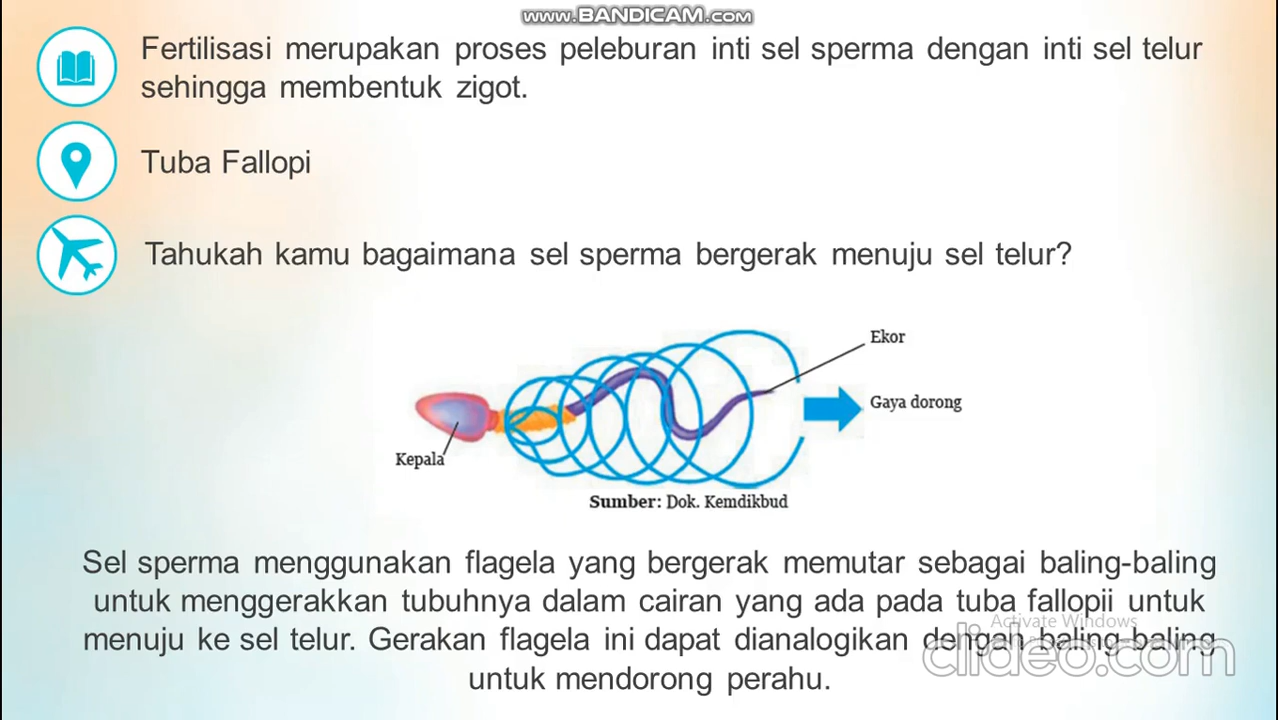 www.BANDICAM.com
Fertilisasi merupakan proses peleburan inti sel sperma dengan inti sel telur
sehingga membentuk zigot.
Tuba Fallopi
Tahukah kamu bagaimana sel sperma bergerak menuju sel telur?
Ekor
Gaya dorong
Kepala
Sumber: Dok. Kemdikbud
Sel sperma menggunakan flagela yang bergerak memutar sebagai baling-baling
untuk menggerakkan tubuhnya dalam cairan yang ada pada tuba fallopii untuk
Activate Windows
menuju ke sel telur. Gerakan flagela ini dapat dianalogikan dengan baling-baling
clideo.com
untuk mendorong perahu.